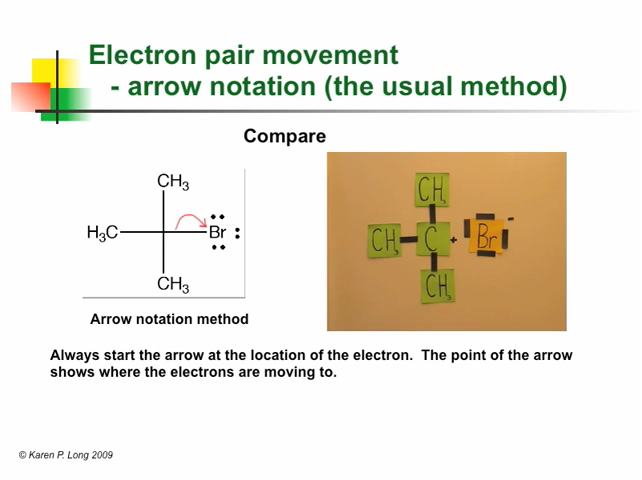 Electron pair movement
- arrow notation (the usual method)
Compare
CH3
H3C
Br
CH3
Arrow notation method
CH3
CH3 C + Br
CH3
Always start the arrow at the location of the electron. The point of the arrow
shows where the electrons are moving to.
© Karen P. Long 2009